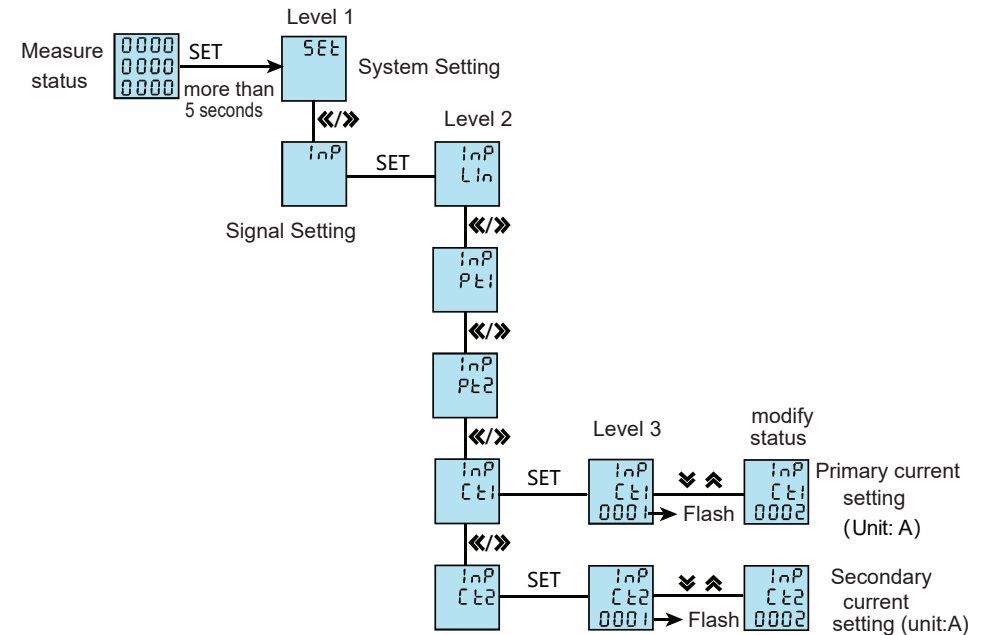 Level 1
Measure
status
0000
0000
0000
SET
more than
5 seconds
SEt
System Setting
«/»
InP
Signal Setting
SET
Level 2
InP
LIn
«/»
InP
Pt1
«/»
InP
Pt2
«/»
InP
Ct1
SET
Level 3
InP
Ct1
0001
Flash
modify
status
InP
Ct1
0002
Primary current
setting
(Unit: A)
«/»
InP
Ct2
SET
InP
Ct2
0001
Flash
InP
Ct2
0002
Secondary
current
setting (unit:A)